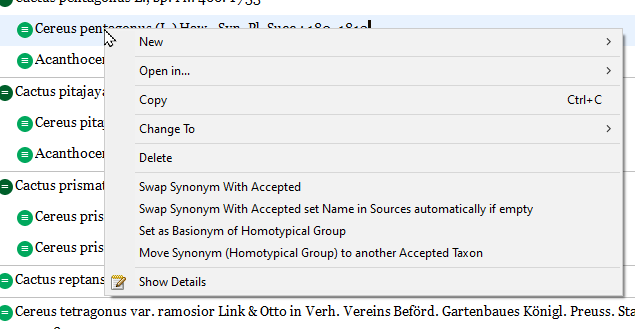 Cactus pentagonus L., sp. Pl.: 466. 1753
Cereus pentagonus (L.) Haw., Syn. Pl. Succ.: 180. 1812
New
Acanthocer
Open in...
Cactus pitajaya
Copy Ctrl+C
Cereus pitaj
Change To
Acanthocer
Delete
Cactus prismat
Swap Synonym With Accepted
Cereus pris
Swap Synonym With Accepted set Name in Sources automatically if empty
Set as Basionym of Homotypical Group
Cereus pris
Move Synonym (Homotypical Group) to another Accepted Taxon
Cactus reptans
Show Details
Cereus tetragonus var. ramosior Link & Otto in Verh. Vereins Beförd. Gartenbaues Königl. Preuss. Sta